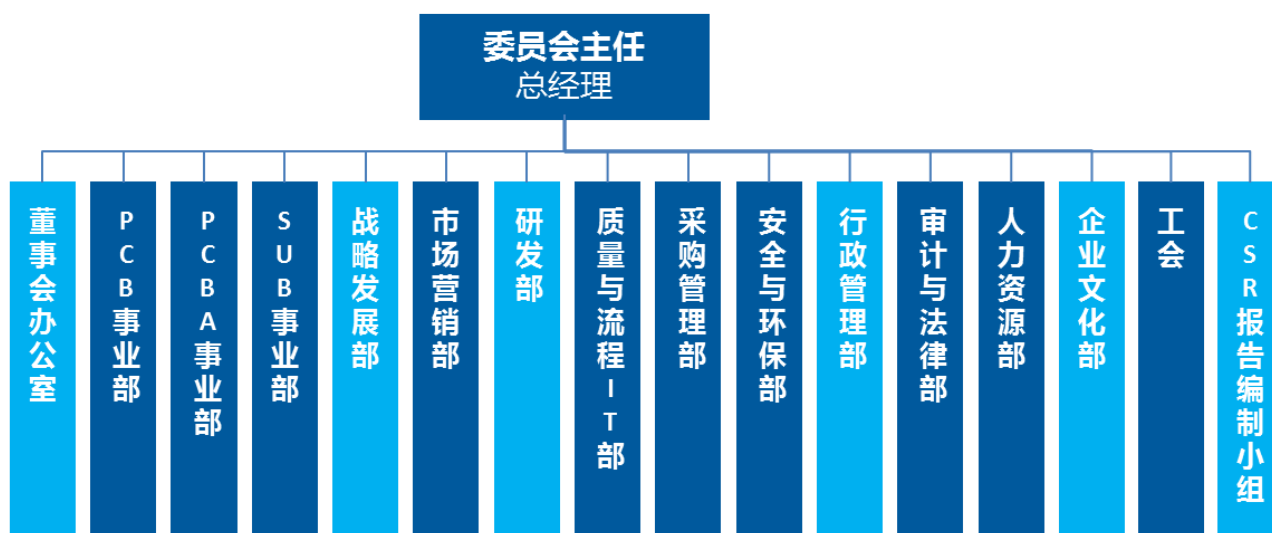 委员会主任
总经理
董事会办公室
PCB事业部
PCBA事业部
SUB事业部
战略发展部
市场营销部
研发部
质量与流程IT部
采购管理部
安全与环保部
行政管理部
审计与法律部
人力资源部
企业文化部
工会
CSR报告编制小组